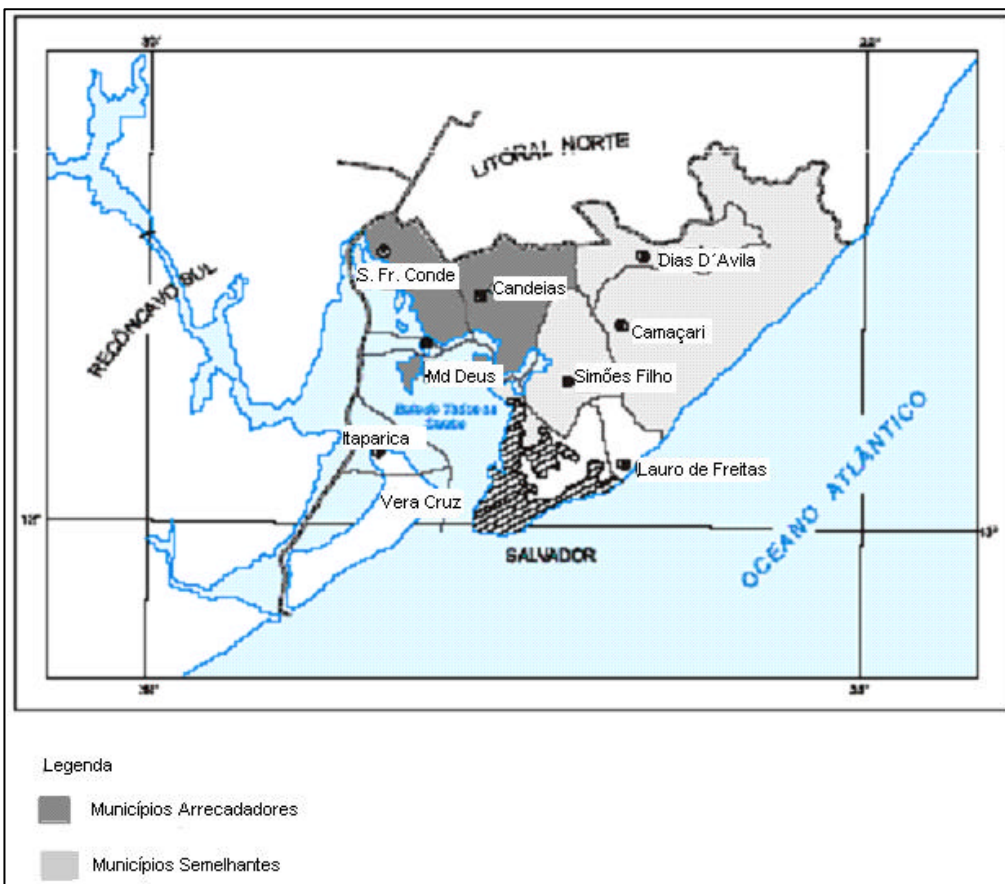 LITORAL NORTE
RECÔNCAVO SUL
S. Fr. Conde
Candeias
Dias D´Avila
Camaçari
Md Deus
Simões Filho
Itaparica
Lauro de Freitas
Vera Cruz
SALVADOR
OCEANO ATLÂNTICO
Legenda
Municípios Arrecadadores
Municípios Semelhantes